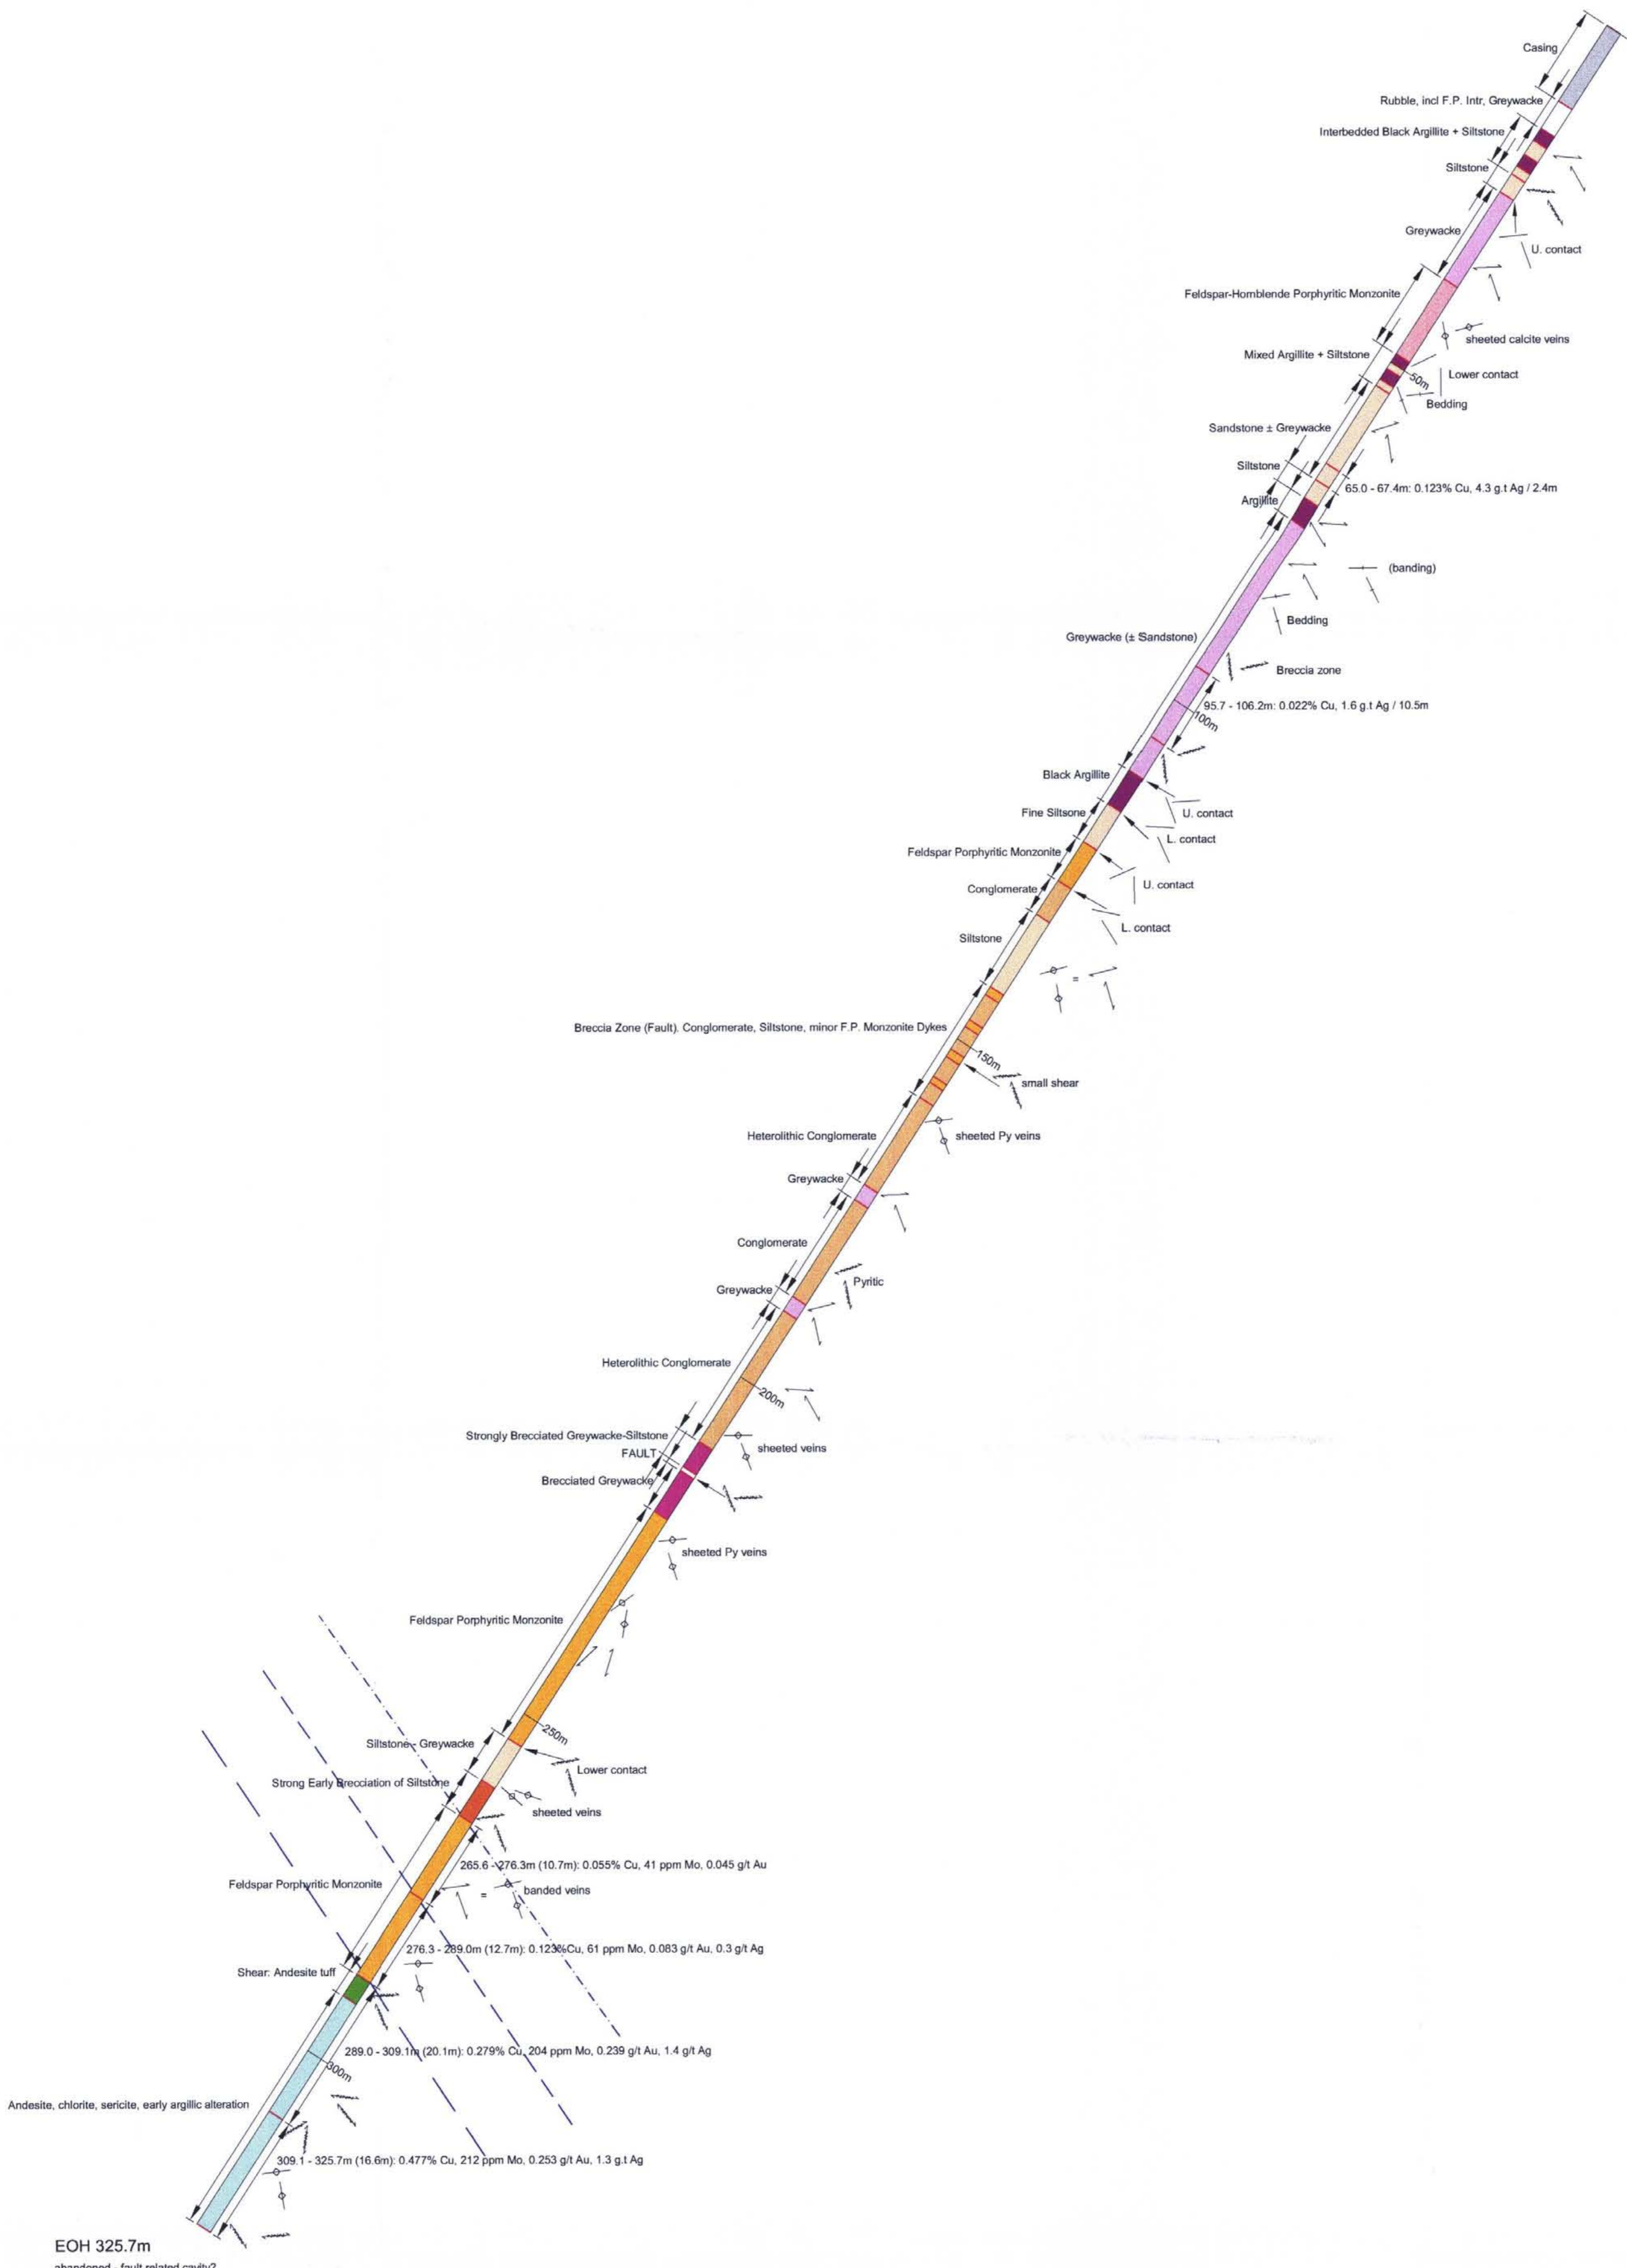 Casing
Rubble, incl F.P. Intr, Greywacke
Interbedded Black Argillite + Siltstone
Siltstone
Greywacke
U. contact
Feldspar-Hornblende Porphyritic Monzonite
sheeted calcite veins
Mixed Argillite + Siltstone
Lower contact
50m
Bedding
Sandstone ± Greywacke
Siltstone
65.0 - 67.4m: 0.123% Cu, 4.3 g.t Ag / 2.4m
Argillite
(banding)
Bedding
Greywacke (± Sandstone)
Breccia zone
95.7 - 106.2m: 0.022% Cu, 1.6 g.t Ag / 10.5m
100m
Black Argillite
Fine Siltsone
U. contact
L. contact
Feldspar Porphyritic Monzonite
U. contact
Conglomerate
L. contact
Siltstone
=
Breccia Zone (Fault). Conglomerate, Siltstone, minor F.P. Monzonite Dykes
150m
small shear
Heterolithic Conglomerate
sheeted Py veins
Greywacke
Conglomerate
Pyritic
Greywacke
Heterolithic Conglomerate
200m
Strongly Brecciated Greywacke-Siltstone
sheeted veins
FAULT
Brecciated Greywacke
sheeted Py veins
Feldspar Porphyritic Monzonite
250m
Siltstone - Greywacke
Lower contact
Strong Early Brecciation of Siltstone
sheeted veins
265.6 - 276.3m (10.7m): 0.055% Cu, 41 ppm Mo, 0.045 g/t Au
Feldspar Porphyritic Monzonite
= banded veins
276.3 - 289.0m (12.7m): 0.123%Cu, 61 ppm Mo, 0.083 g/t Au, 0.3 g/t Ag
Shear: Andesite tuff
289.0 - 309.1m (20.1m): 0.279% Cu, 204 ppm Mo, 0.239 g/t Au, 1.4 g/t Ag
300m
Andesite, chlorite, sericite, early argillic alteration
309.1 - 325.7m (16.6m): 0.477% Cu, 212 ppm Mo, 0.253 g/t Au, 1.3 g.t Ag
EOH 325.7m
abandoned - fault related cavity?